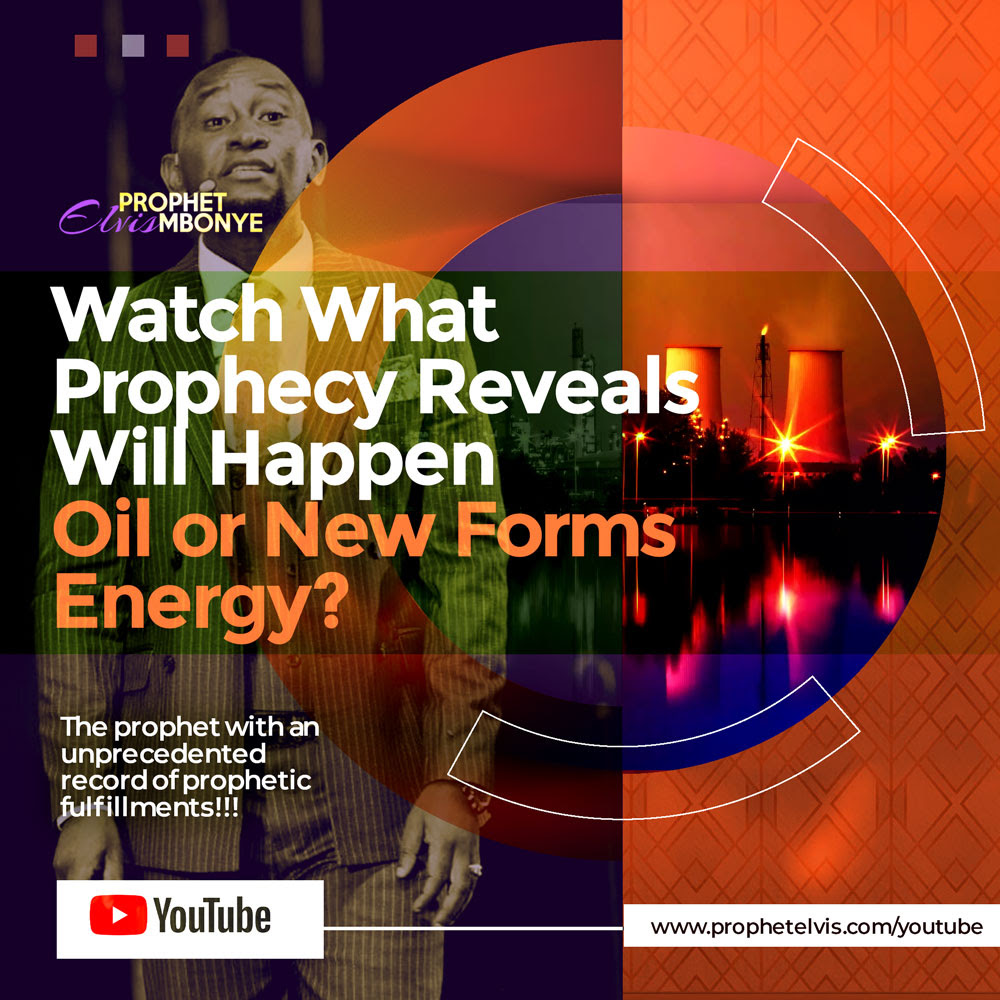 PROPHET
Elvis MBONYE
Watch What
Prophecy Reveals
Will Happen
Oil or New Forms
Energy?
The prophet with an
unprecedented
record of prophetic
fulfillments!!!
YouTube
www.prophetelvis.com/youtube